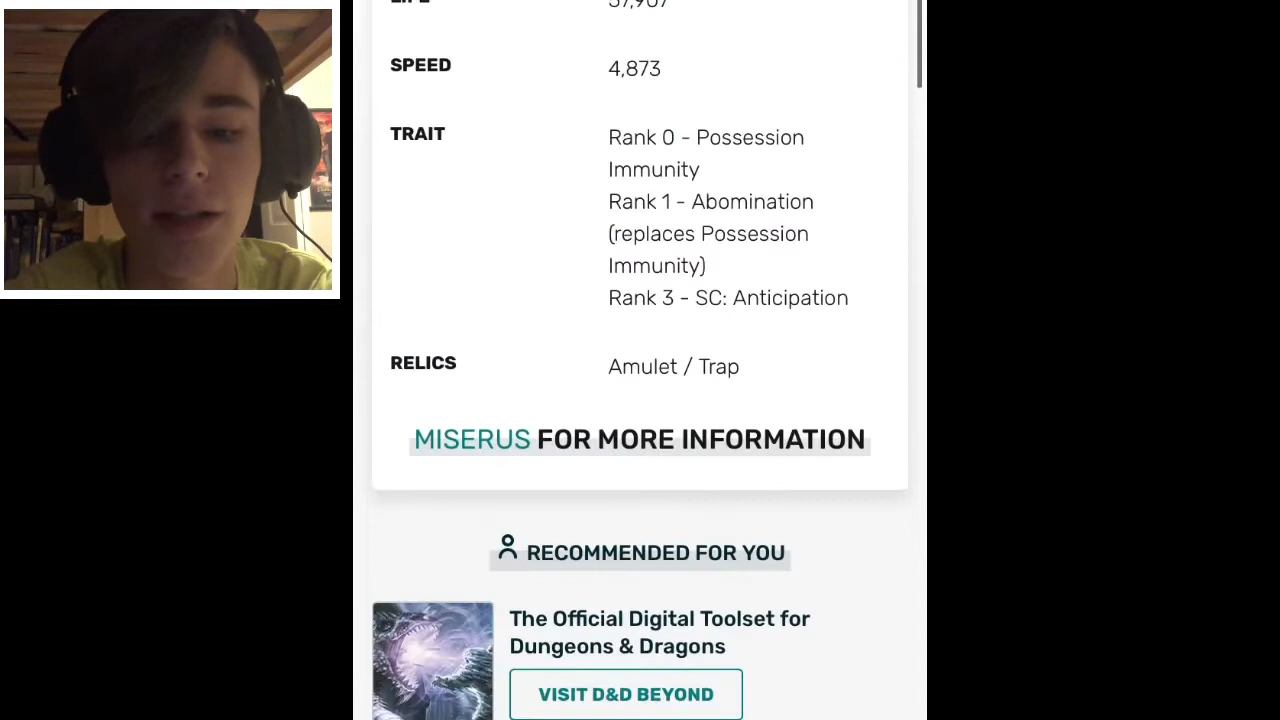 SPEED
4,873
TRAIT
Rank 0 - Possession
Immunity
Rank 1 - Abomination
(replaces Possession
Immunity)
Rank 3 - SC: Anticipation
RELICS
Amulet / Trap
MISERUS FOR MORE INFORMATION
RECOMMENDED FOR YOU
The Official Digital Toolset for
Dungeons & Dragons
VISIT D&D BEYOND